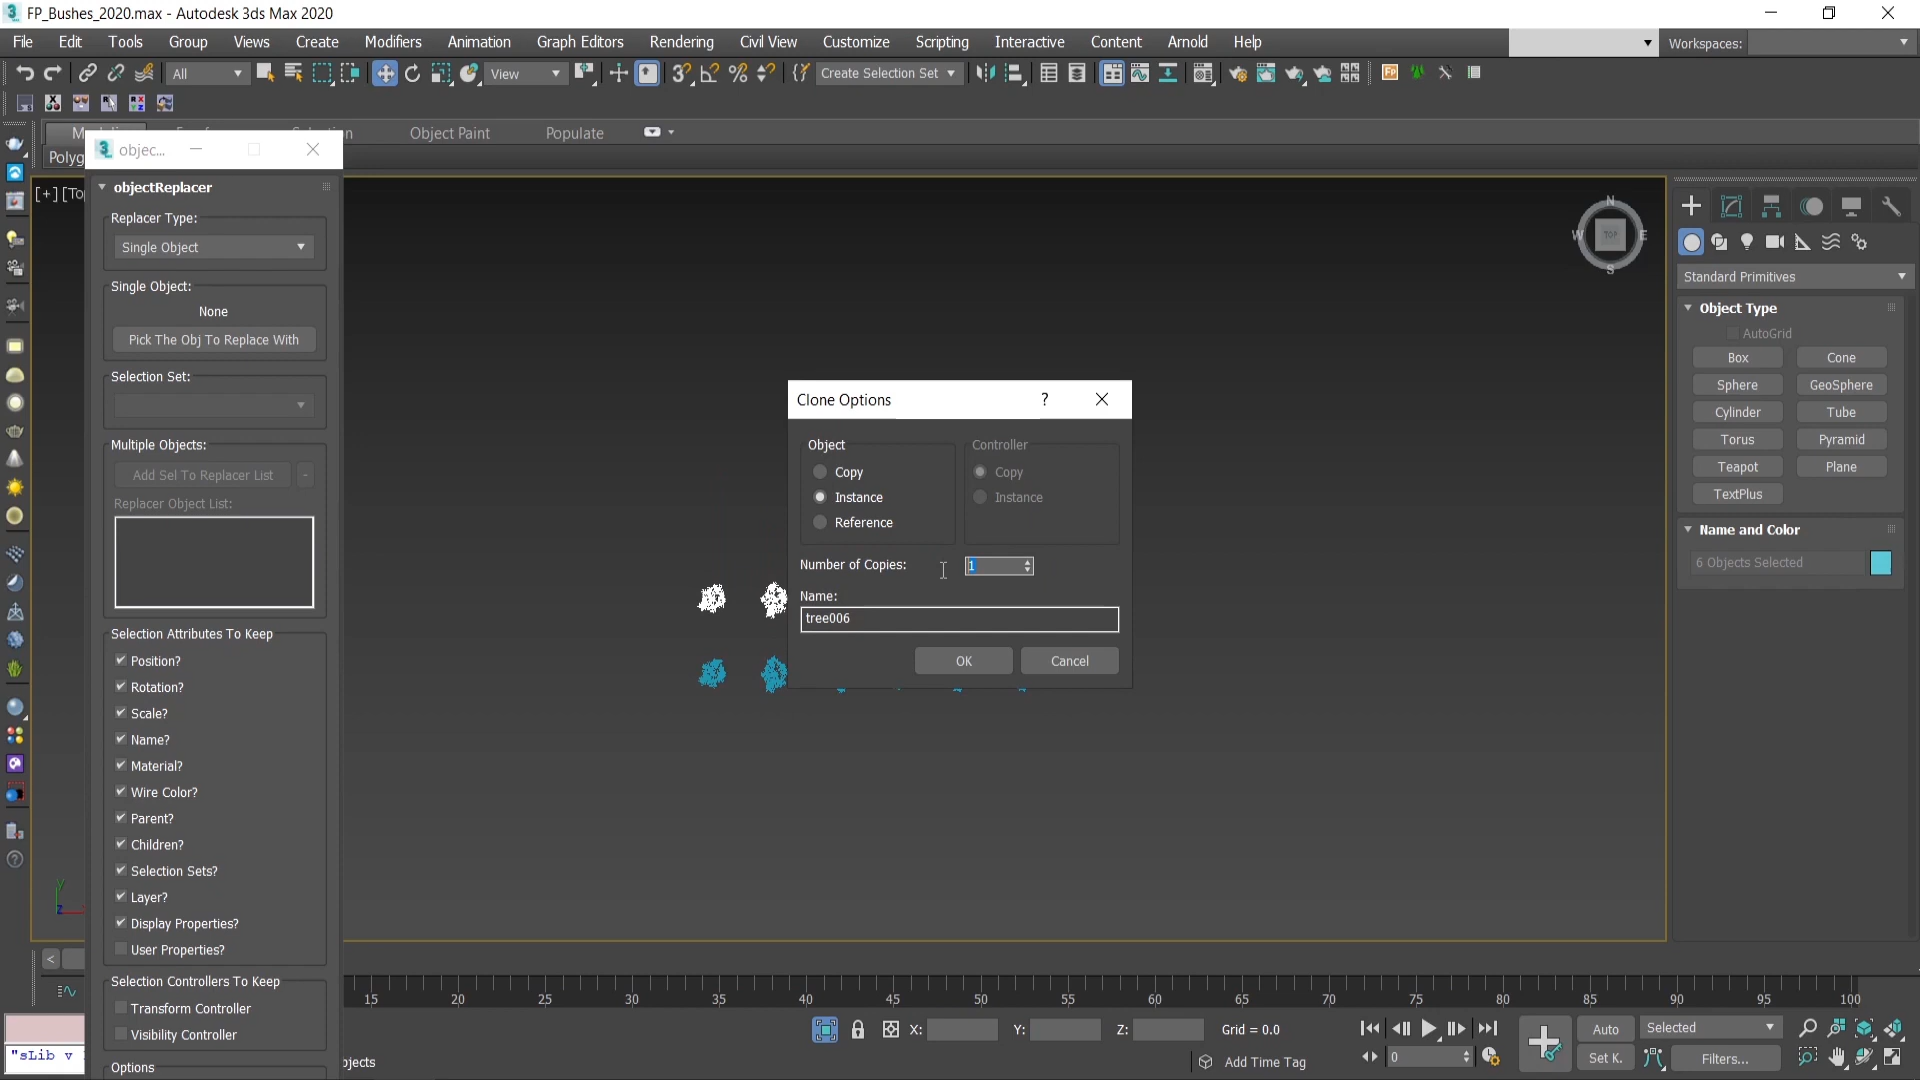 FP_Bushes_2020.max - Autodesk 3ds Max 2020
File Edit Tools Group Views Create Modifiers Animation Graph Editors Rendering Civil View Customize Scripting Interactive Content Arnold Help
Workspaces:
All View Create Selection Set
Object Paint Populate
Polyg
objec...
[+] [To
objectReplacer
Replacer Type:
Single Object
Single Object:
None
Pick The Obj To Replace With
Selection Set:
Multiple Objects:
Add Sel To Replacer List -
Replacer Object List:
Selection Attributes To Keep
Position?
Rotation?
Scale?
Name?
Material?
Wire Color?
Parent?
Children?
Selection Sets?
Layer?
Display Properties?
User Properties?
Selection Controllers To Keep
Transform Controller
Visibility Controller
Options
Clone Options ?
Object Controller
Copy Copy
Instance Instance
Reference
Number of Copies: 1
Name:
tree006
OK Cancel
N
W TOP E
S
Standard Primitives
Object Type
AutoGrid
Box Cone
Sphere GeoSphere
Cylinder Tube
Torus Pyramid
Teapot Plane
TextPlus
Name and Color
6 Objects Selected
y
z
<
15 20 25 30 35 40 45 50 55 60 65 70 75 80 85 90 95 100
X: Y: Z: Grid = 0.0
Auto Selected
"sLib v
bjects
Add Time Tag
0
Set K. Filters...